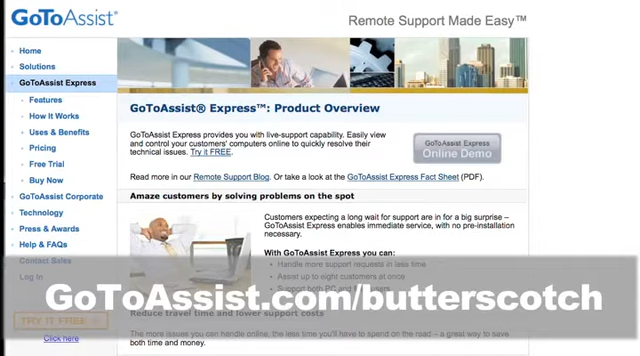 GoToAssist®
Remote Support Made Easy™
Home
Solutions
GoToAssist Express
Features
How It Works
Uses & Benefits
Pricing
Free Trial
Buy Now
GoToAssist Corporate
Technology
Press & Awards
Help & FAQs
Contact Sales
Log In
TRY IT FREE
Click here
GoToAssist® Express™: Product Overview
GoToAssist Express provides you with live-support capability. Easily view
and control your customers' computers online to quickly resolve their
technical issues. Try it FREE.
GoToAssist Express
Online Demo
Read more in our Remote Support Blog. Or take a look at the GoToAssist Express Fact Sheet (PDF).
Amaze customers by solving problems on the spot
Customers expecting a long wait for support are in for a big surprise –
GoToAssist Express enables immediate service, with no pre-installation
necessary.
With GoToAssist Express you can:
Handle more support requests in less time
Assist up to eight customers at once
Support both PC and
GoToAssist.com/butterscotch
Reduce travel time and lower support costs
The more issues you can handle online, the less time you'll have to spend on the road – a great way to save
both time and money.